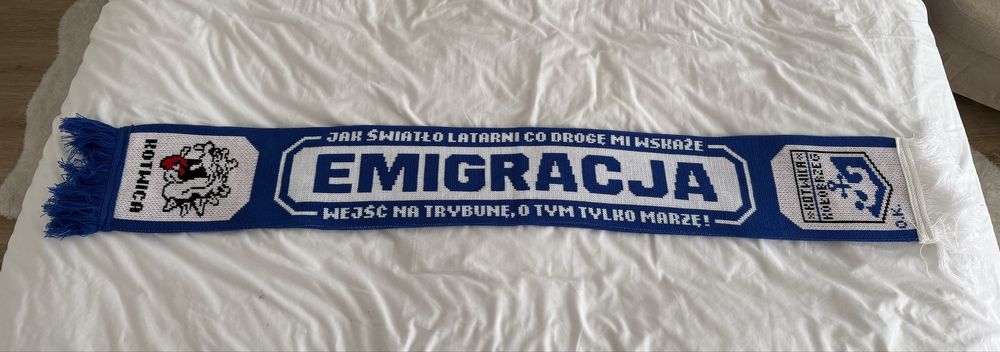 KOTWICA
JAK ŚWIATŁO LATARNI CO DROGĘ MI WSKAŻE
EMIGRACJA
WEJŚĆ NA TRYBUNĘ, O TYM TYLKO MARZĘ!
KOTWICA
KOŁOBRZEG
O.K.